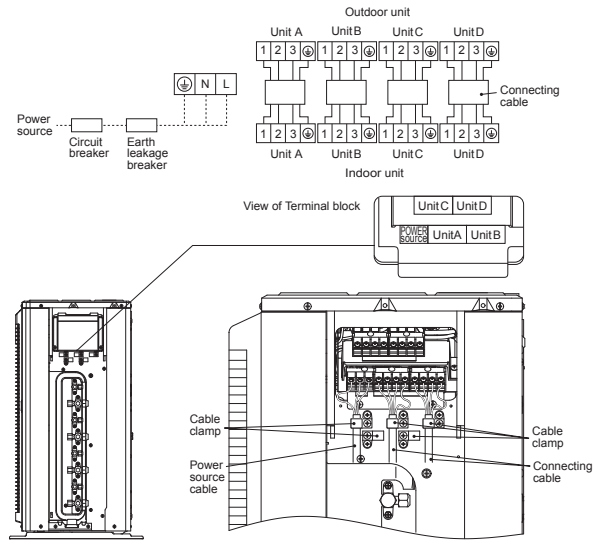 Outdoor unit
Unit A Unit B Unit C Unit D
1 2 3 1 2 3 1 2 3 1 2 3
N L
Connecting
cable
Power
source
Circuit
breaker
Earth
leakage
breaker
1 2 3 1 2 3 1 2 3 1 2 3
Unit A Unit B Unit C Unit D
Indoor unit
View of Terminal block
Unit C Unit D
POWER
source
Unit A Unit B
Cable
clamp
Power
source
cable
Cable
clamp
Connecting
cable